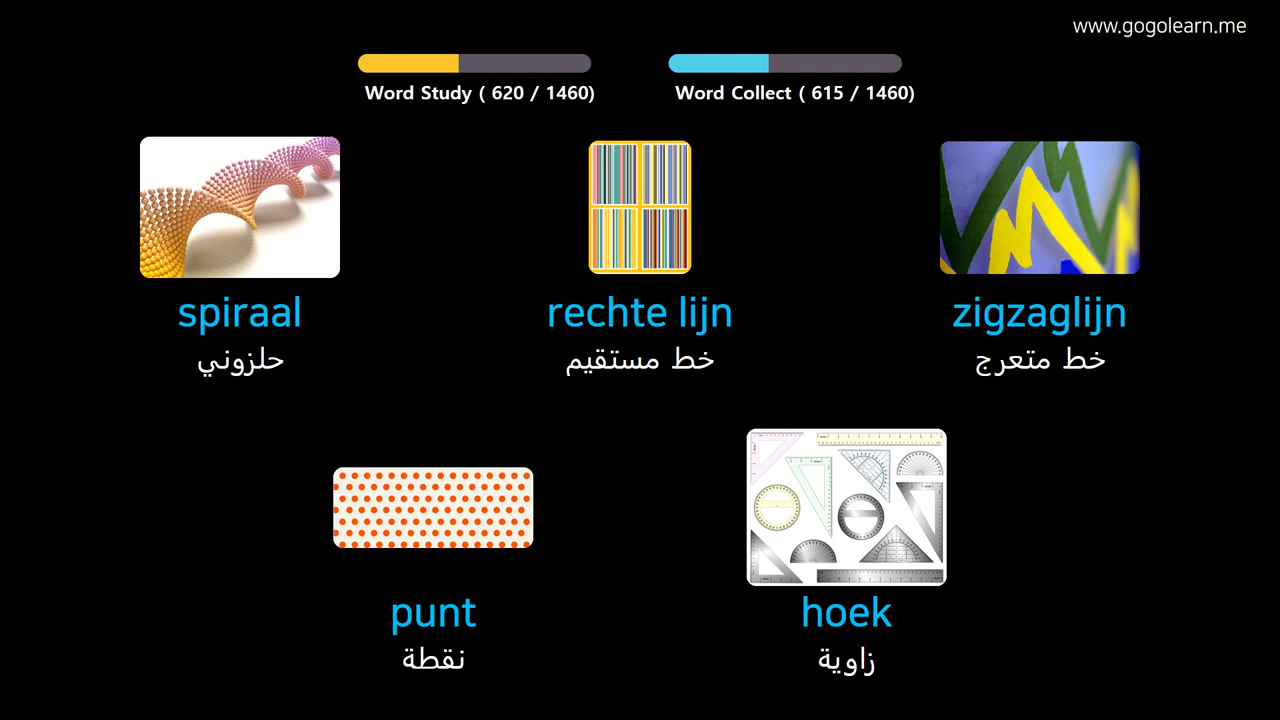 www.gogolearn.me
Word Study ( 620 / 1460)
Word Collect ( 615 / 1460)
spiraal
حلزوني
rechte lijn
خط مستقيم
zigzaglijn
خط متعرج
punt
نقطة
hoek
زاوية